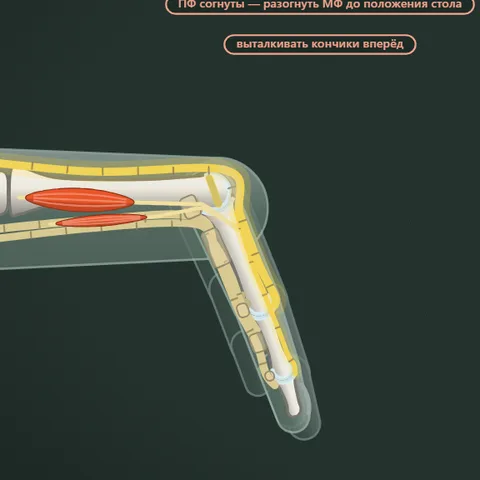 ПФ согнуты — разогнуть МФ до положения стола
выталкивать кончики вперёд